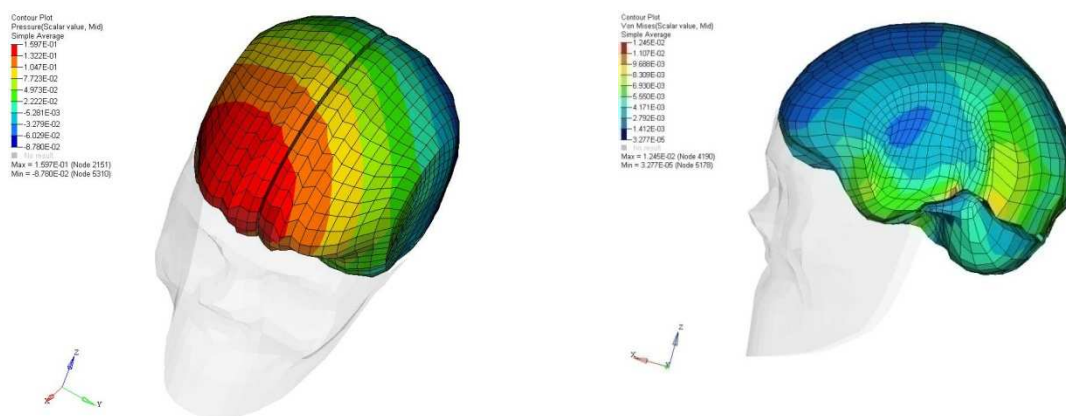 Contour Plot
Pressure(Scalar value, Mid)
Simple Average
1.597E-01
1.322E-01
1.047E-01
7.723E-02
4.973E-02
2.222E-02
-5.281E-03
-3.279E-02
-6.029E-02
-8.780E-02
No result
Max = 1.597E-01 (Node 2151)
Min = -8.780E-02 (Node 5310)
Z
X
Y
Contour Plot
Von Mises(Scalar value, Mid)
Simple Average
1.245E-02
1.107E-02
9.688E-03
8.309E-03
6.930E-03
5.550E-03
4.171E-03
2.792E-03
1.412E-03
3.277E-05
No result
Max = 1.245E-02 (Node 4190)
Min = 3.277E-05 (Node 5178)
Z
X